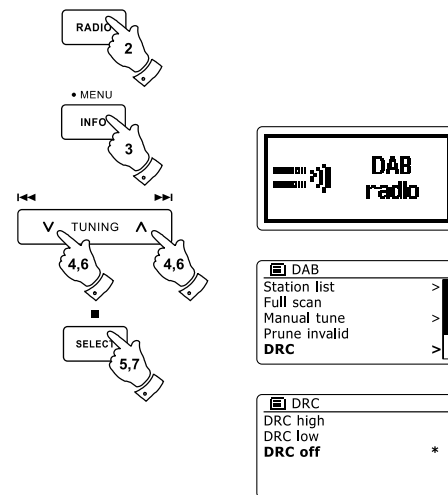 RADIO
2
• MENU
INFO
3
TUNING
4,6
4,6
SELECT
5,7
DAB
radio
DAB
Station list >
Full scan
Manual tune >
Prune invalid
DRC >
DRC
DRC high
DRC low
DRC off *